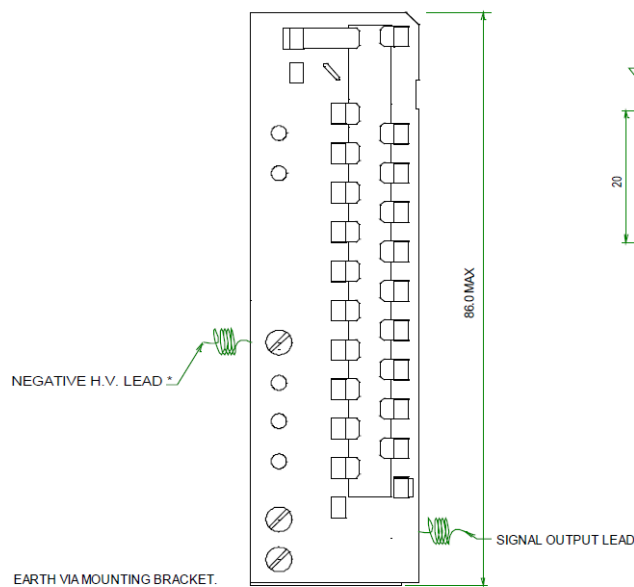 20
86.0 MAX
NEGATIVE H.V. LEAD *
SIGNAL OUTPUT LEAD
EARTH VIA MOUNTING BRACKET.